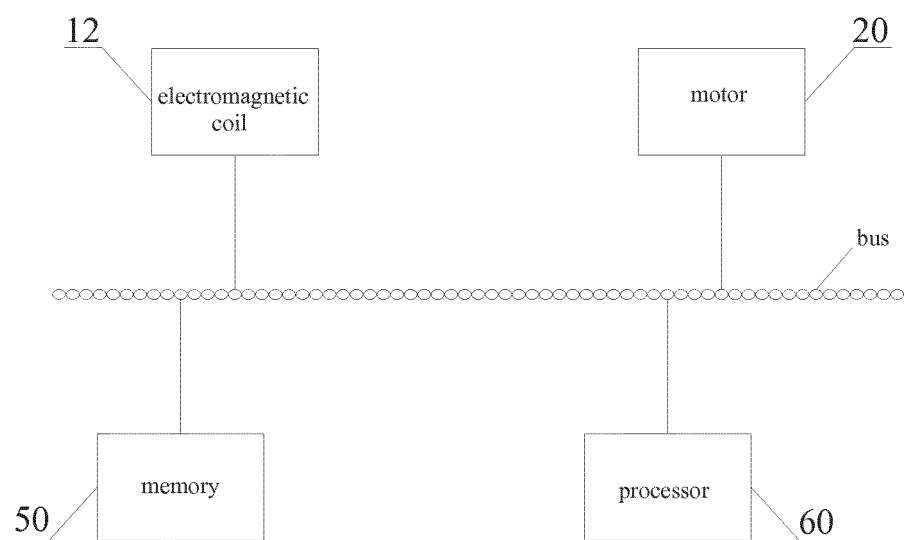 12
20
electromagnetic
coil
motor
bus
memory
processor
50
60